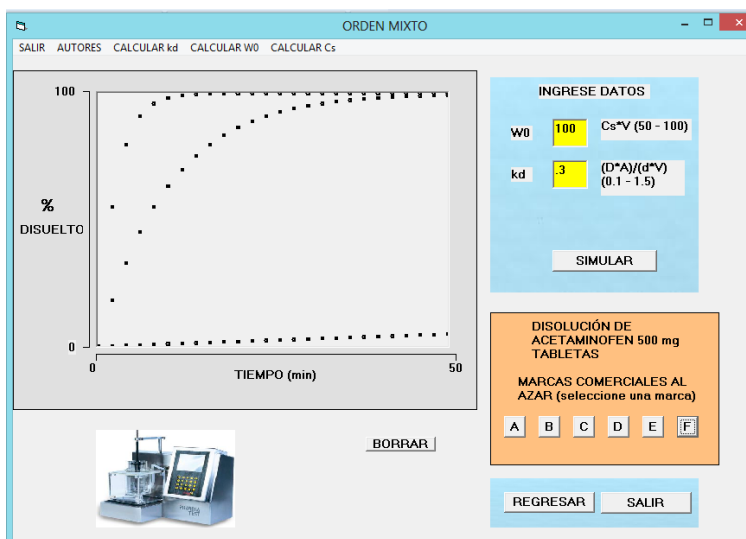 ORDEN MIXTO
SALIR AUTORES CALCULAR kd CALCULAR W0 CALCULAR Cs
100
%
DISUELTO
0
0
TIEMPO (min)
50
INGRESE DATOS
W0 100 Cs*V (50 - 100)
kd .3 (D*A)/(d*V)
(0.1 - 1.5)
SIMULAR
DISOLUCIÓN DE
ACETAMINOFEN 500 mg
TABLETAS
MARCAS COMERCIALES AL
AZAR (seleccione una marca)
A B C D E F
BORRAR
REGRESAR SALIR